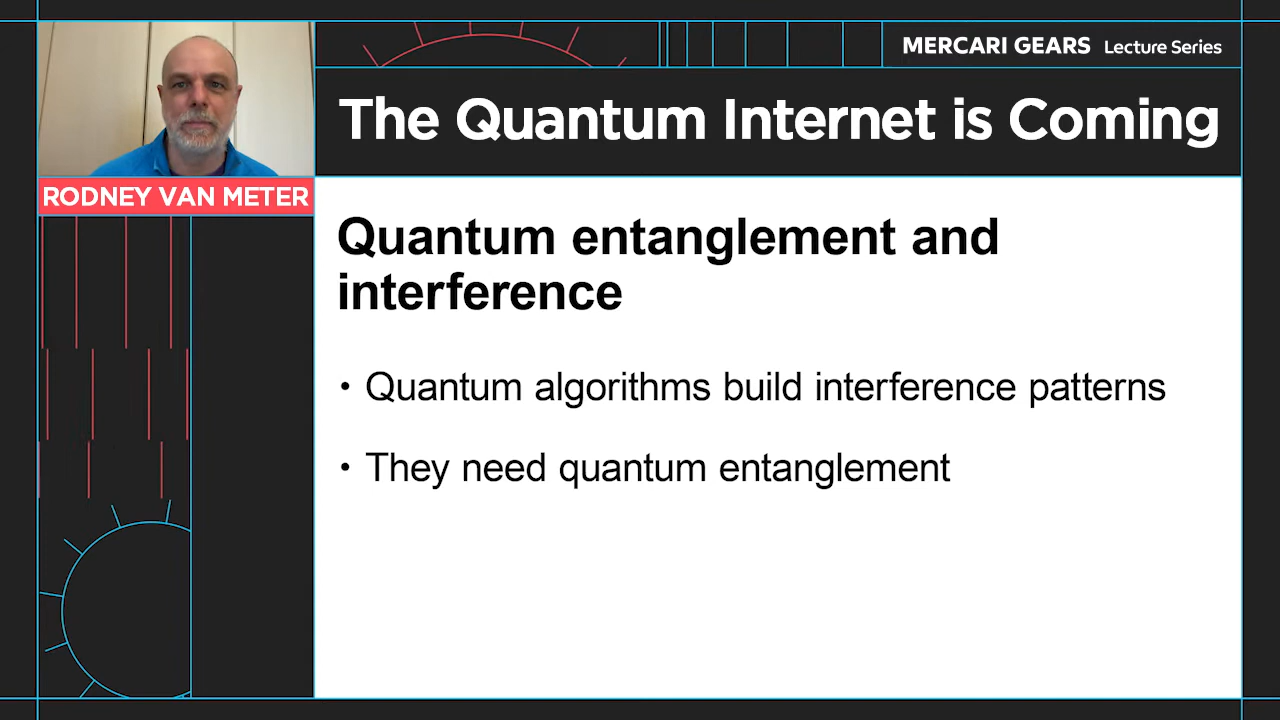 MERCARI GEARS Lecture Series
The Quantum Internet is Coming
RODNEY VAN METER
Quantum entanglement and
interference
• Quantum algorithms build interference patterns
• They need quantum entanglement